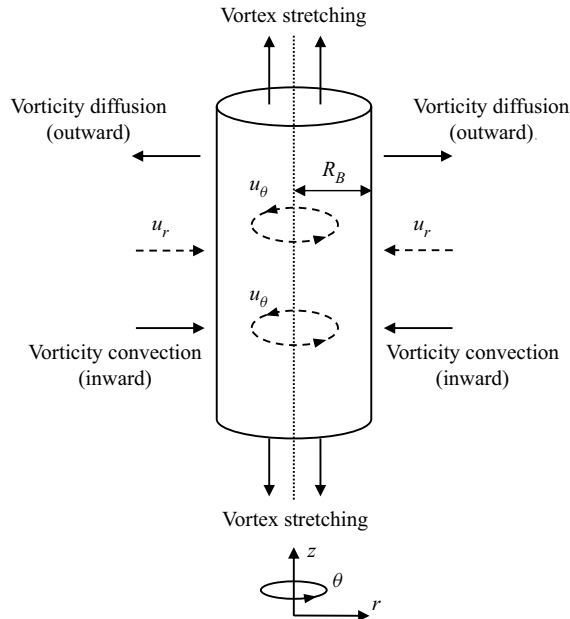 Vortex stretching
Vorticity diffusion
(outward)
Vorticity diffusion
(outward).
R_B
u_θ
u_r
u_r
u_θ
Vorticity convection
(inward)
Vorticity convection
(inward)
Vortex stretching
z
θ
r